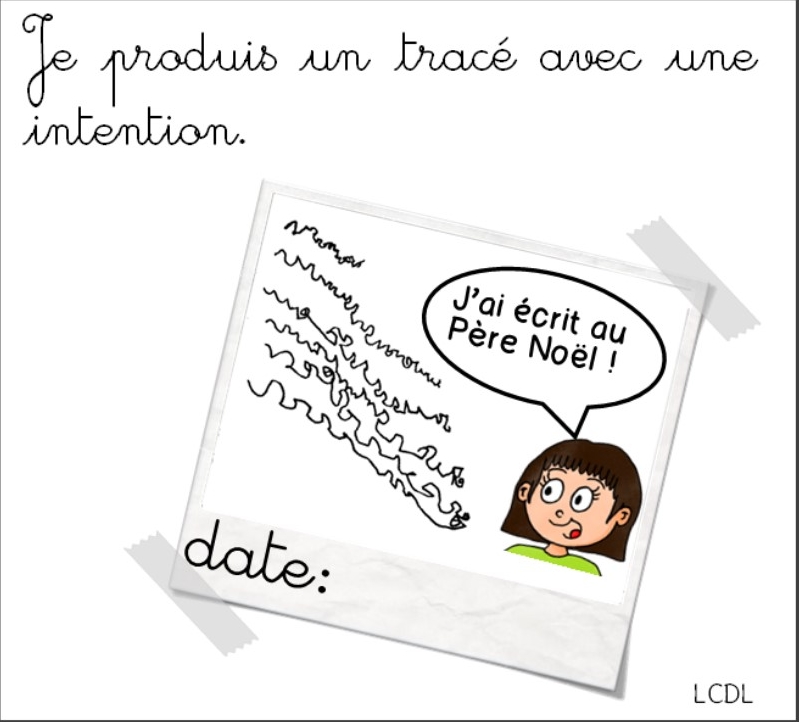 Je produis un tracé avec une
intention.
J'ai écrit au
Père Noël !
date:
LCDL